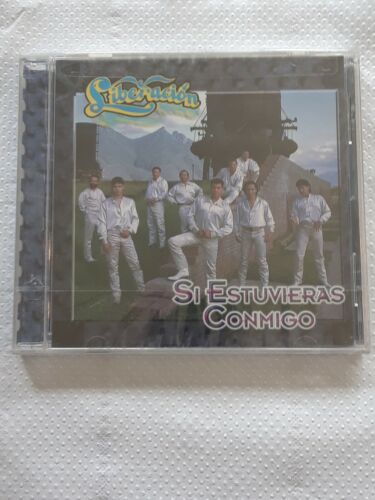 Liberación
SI ESTUVIERAS
CONMIGO